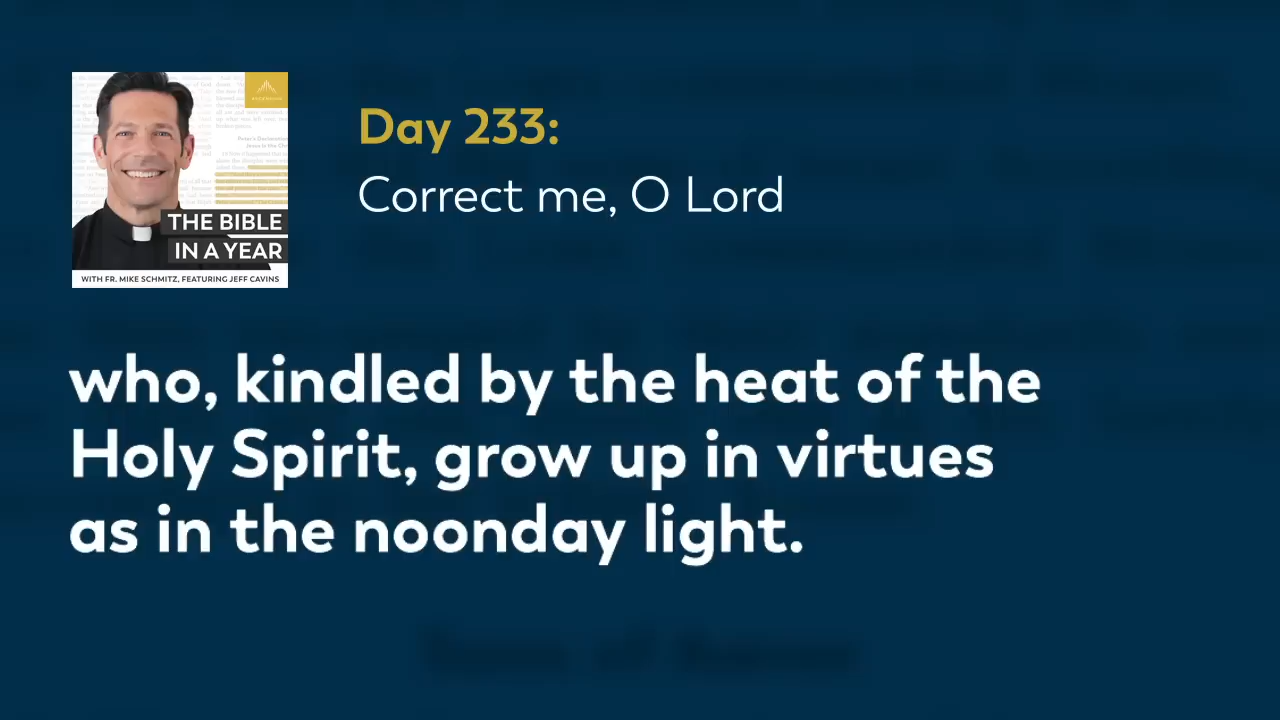 THE BIBLE
IN A YEAR
WITH FR. MIKE SCHMITZ, FEATURING JEFF CAVINS
Day 233:
Correct me, O Lord
who, kindled by the heat of the
Holy Spirit, grow up in virtues
as in the noonday light.